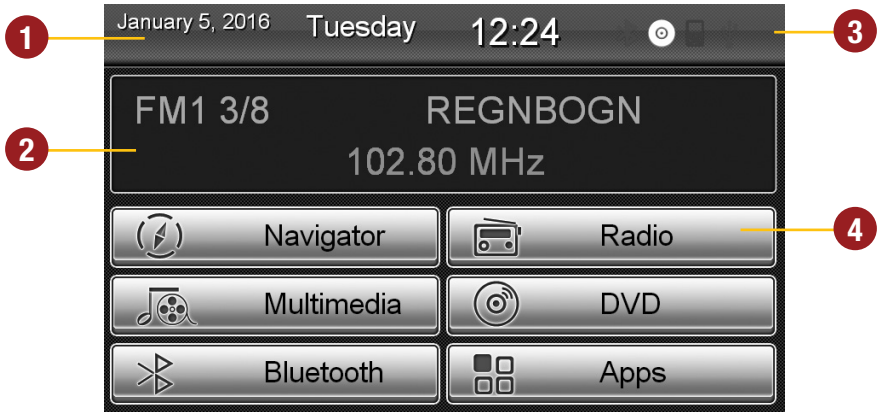 January 5, 2016 Tuesday 12:24
1
3
FM1 3/8 REGNBOGN
2
102.80 MHz
Navigator Radio
4
Multimedia DVD
Bluetooth Apps